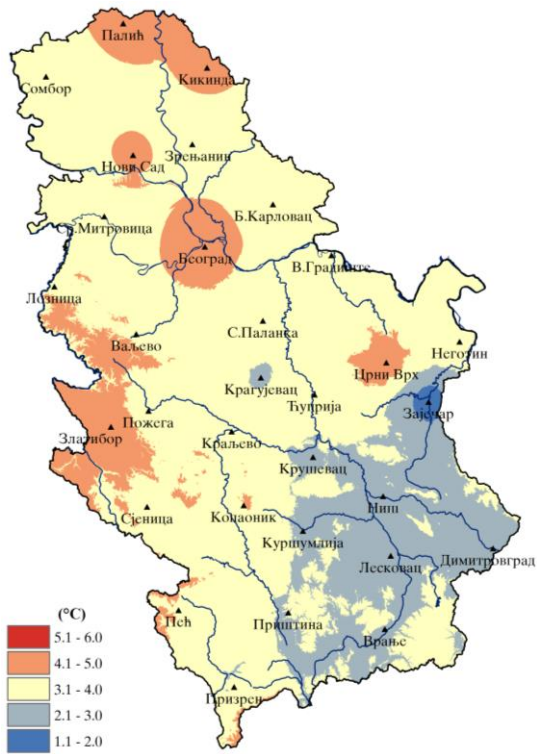 Палић
Кикинда
Сомбор
Зрењанин
Нови Сад
Б.Карловац
Ср.Митровица
Београд
В.Градиште
Лозница
С.Паланка
Ваљево
Неготин
Црни Врх
Крагујевац
Ћуприја
Зајечар
Пожега
Златибор
Краљево
Крушевац
Ниш
Сјеница
Копаоник
Куршумлија
Лесковац
Димитровград
Пећ
Приштина
Врање
Призрен
(°C)
5.1 - 6.0
4.1 - 5.0
3.1 - 4.0
2.1 - 3.0
1.1 - 2.0